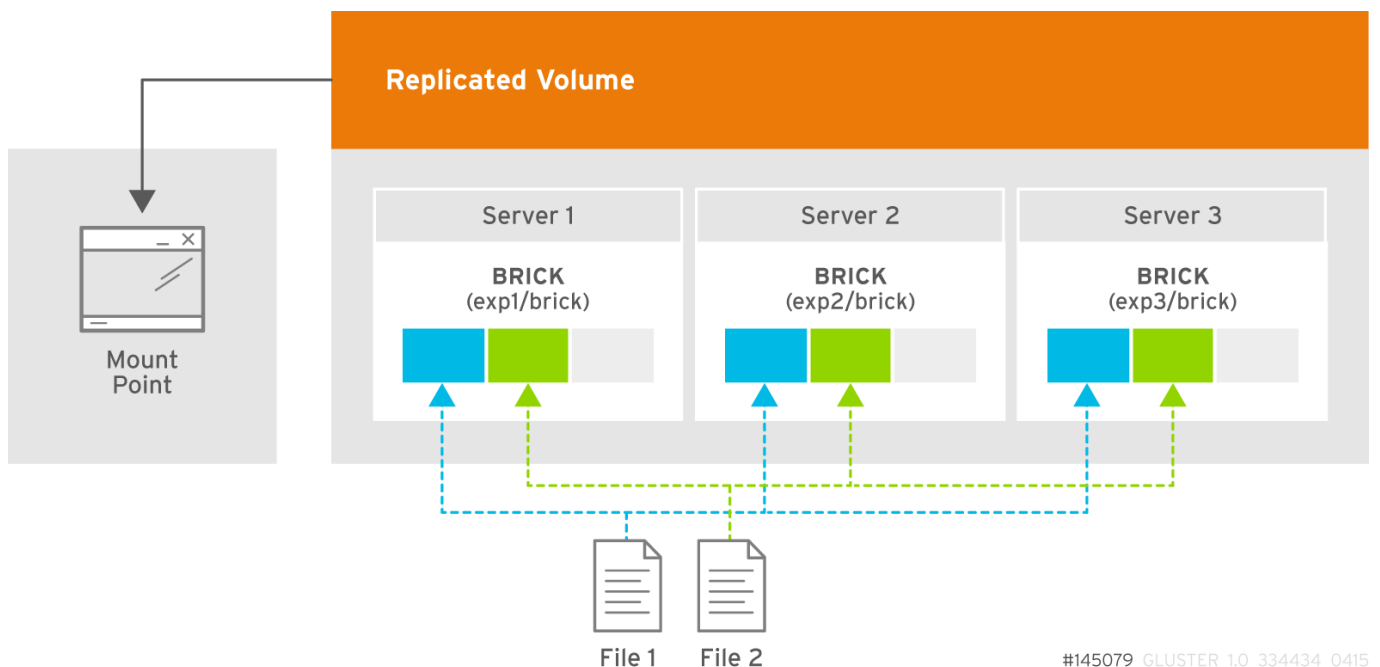 Replicated Volume
Server 1
Server 2
Server 3
BRICK
(exp1/brick)
BRICK
(exp2/brick)
BRICK
(exp3/brick)
Mount
Point
File 1
File 2
#145079 GLUSTER 1.0 334434 0415